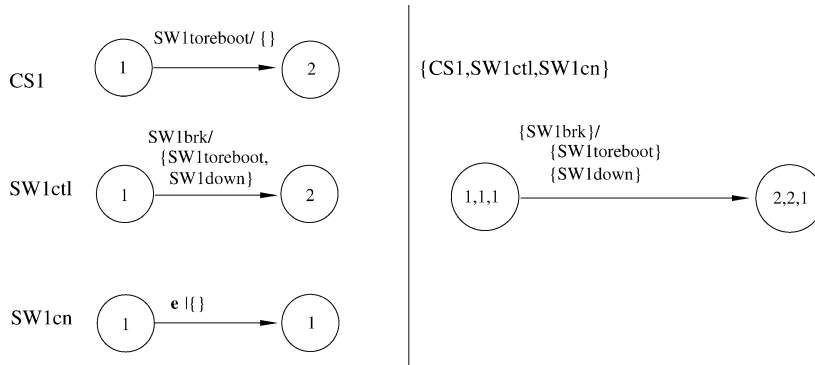 SW1toreboot/ {}
1
2
CS1
SW1brk/
{SW1toreboot,
SW1down}
1
2
SW1ctl
e |{}
1
1
SW1cn
{CS1,SW1ctl,SW1cn}
{SW1brk}/
{SW1toreboot}
{SW1down}
1,1,1
2,2,1